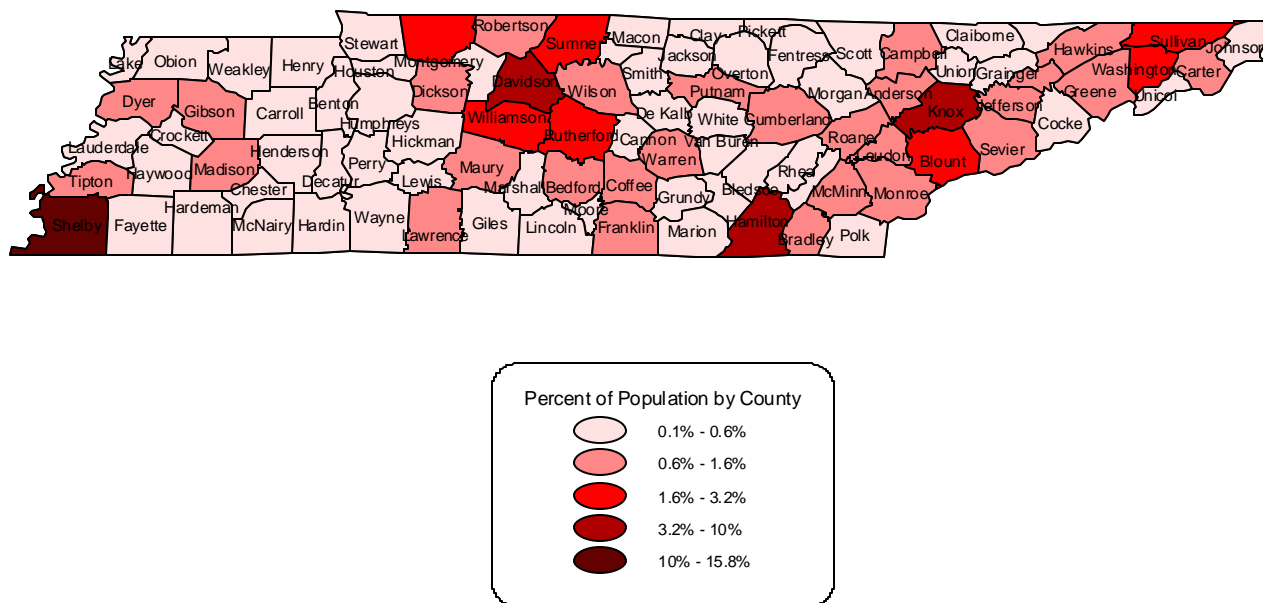 Lake
Obion
Weakley
Henry
Stewart
Montgomery
Robertson
Sumner
Macon
Clay
Pickett
Fentress
Scott
Campbell
Claiborne
Hawkins
Sullivan
Johnson
Houston
Dickson
Davidson
Wilson
Smith
Jackson
Overton
Putnam
Morgan
Anderson
Union
Grainger
Washington
Carter
Greene
Unicoi
Dyer
Gibson
Carroll
Benton
Humphreys
Hickman
Williamson
Rutherford
De Kalb
White
Cumberland
Knox
Jefferson
Cocke
Lauderdale
Crockett
Henderson
Perry
Cannon
Warren
Van Buren
Roane
Loudon
Blount
Sevier
Tipton
Haywood
Madison
Chester
Decatur
Lewis
Maury
Marshal
Bedford
Coffee
Grundy
Bledsoe
Rhea
McMinn
Monroe
Shelby
Fayette
Hardeman
McNairy
Hardin
Wayne
Lawrence
Giles
Lincoln
Moore
Franklin
Marion
Hamilton
Bradley
Polk
Percent of Population by County
0.1% - 0.6%
0.6% - 1.6%
1.6% - 3.2%
3.2% - 10%
10% - 15.8%